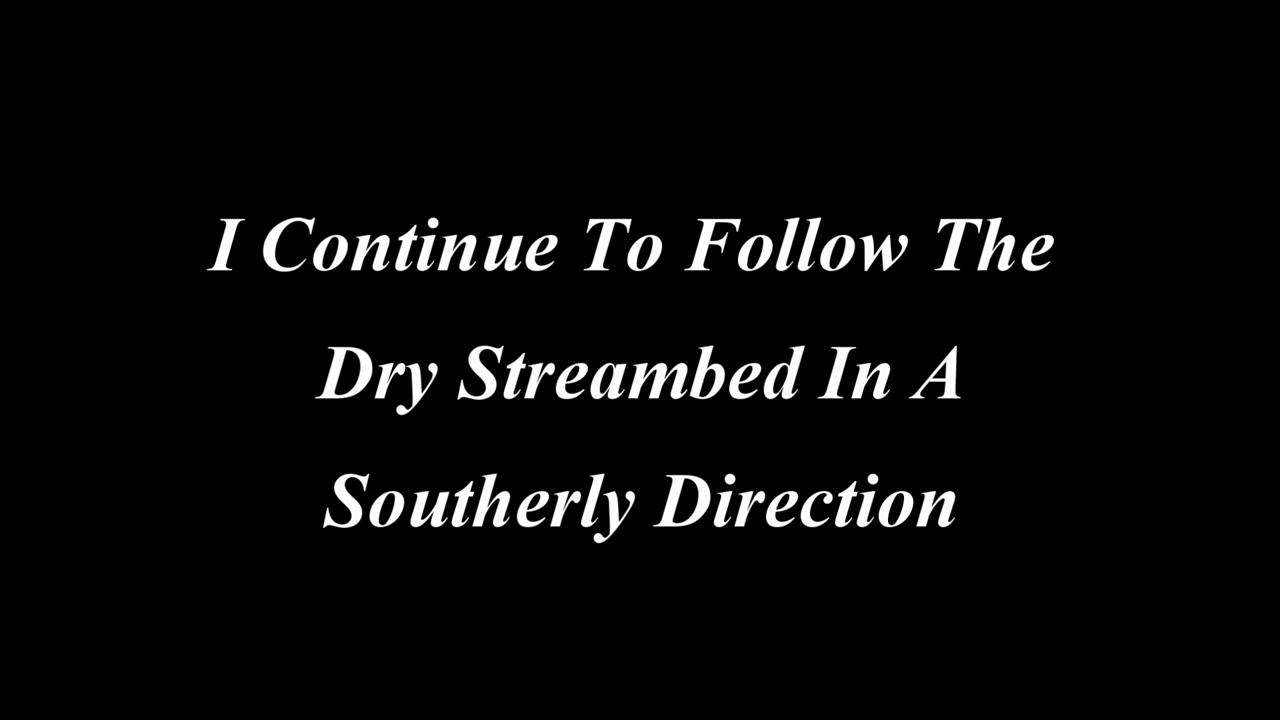 I Continue To Follow The
Dry Streambed In A
Southerly Direction